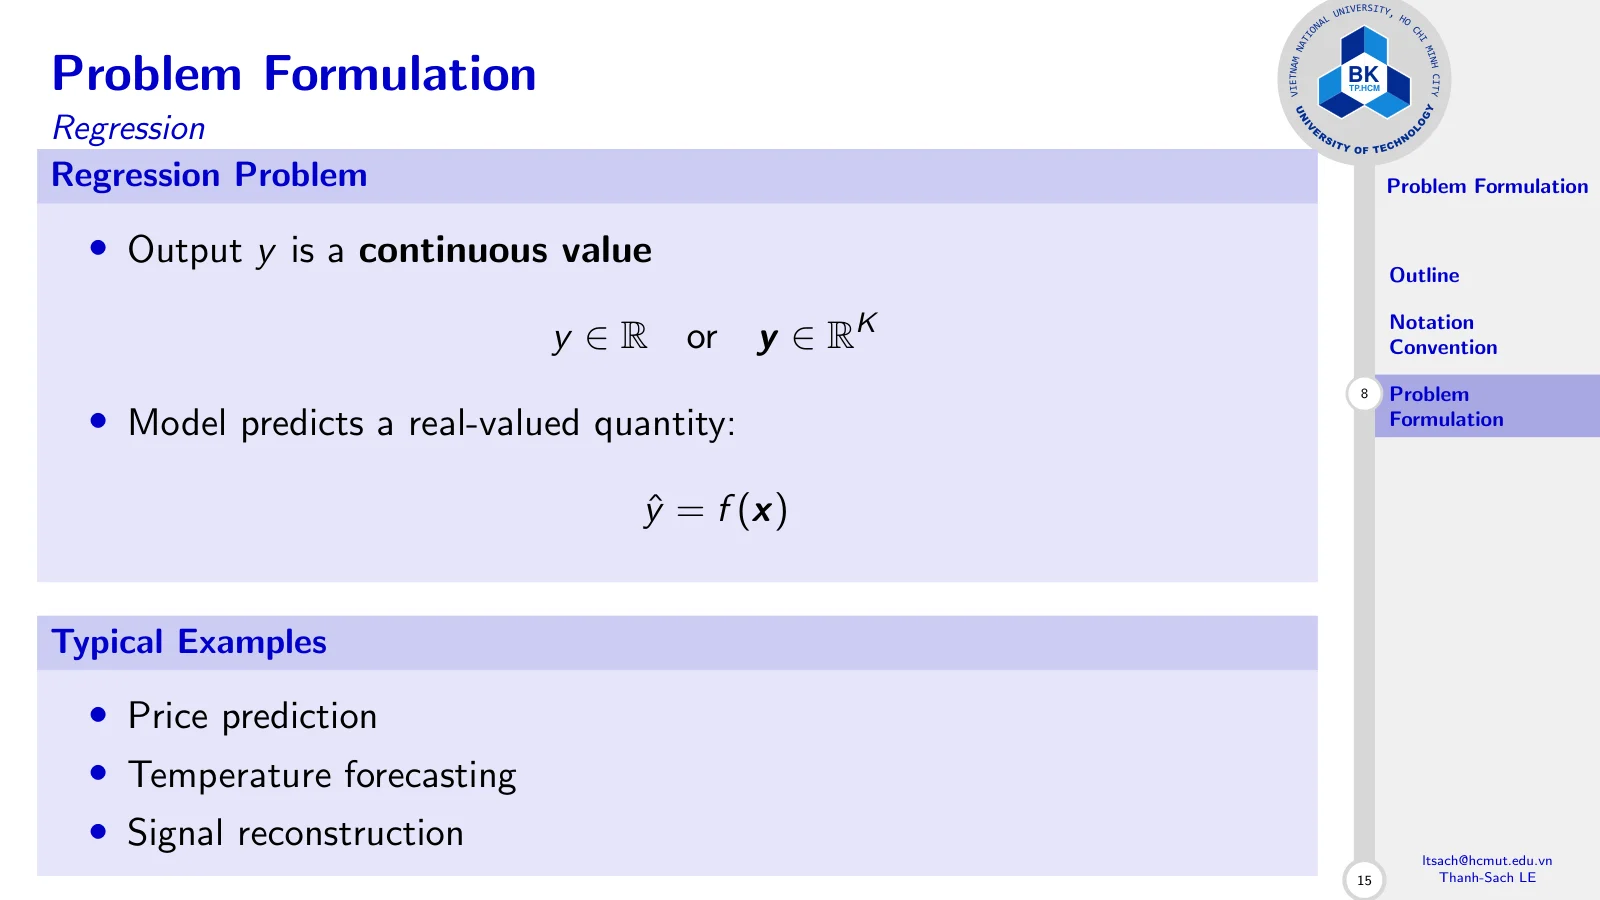 Problem Formulation
Regression
Regression Problem
• Output y is a continuous value
y ∈ ℝ or y ∈ ℝ^K
• Model predicts a real-valued quantity:
ŷ = f(x)
Typical Examples
• Price prediction
• Temperature forecasting
• Signal reconstruction
VIETNAM NATIONAL UNIVERSITY, HO CHI MINH CITY
BK
TP.HCM
UNIVERSITY OF TECHNOLOGY
Problem Formulation
Outline
Notation
Convention
8
Problem
Formulation
15
ltsach@hcmut.edu.vn
Thanh-Sach LE